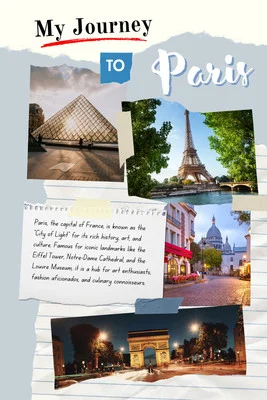 My Journey
TO
Paris
Paris, the capital of France, is known as the
"City of Light" for its rich history, art, and
culture. Famous for iconic landmarks like the
Eiffel Tower, Notre-Dame Cathedral, and the
Louvre Museum, it is a hub for art enthusiasts,
fashion aficionados, and culinary connoisseurs.